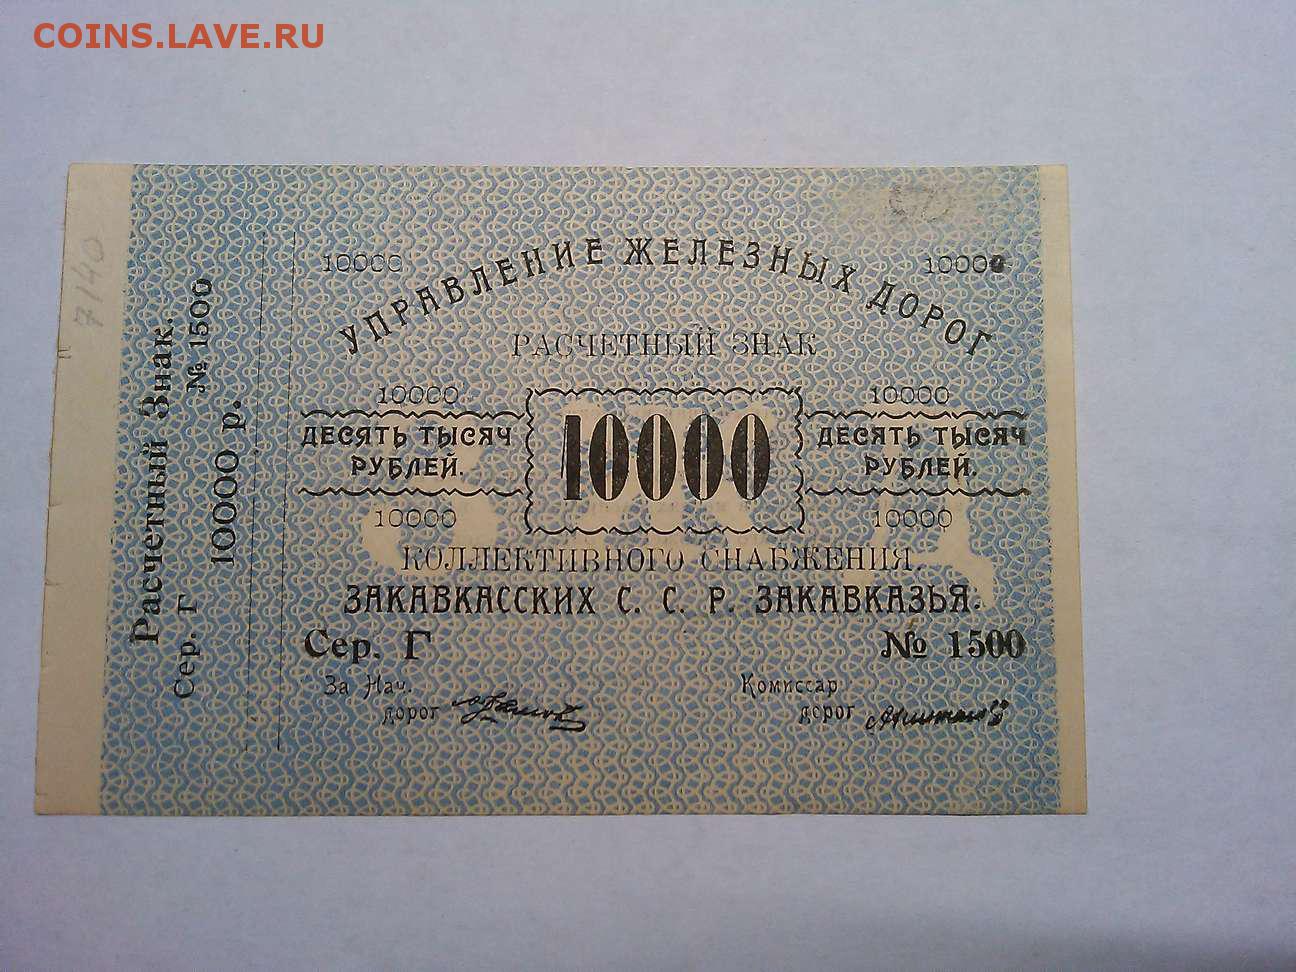 COINS.LAVE.RU
7140
Расчетный Знак.
Сер. Г № 1500
10000 р.
10000 10000
УПРАВЛЕНИЕ ЖЕЛЕЗНЫХ ДОРОГ
РАСЧЕТНЫЙ ЗНАК
10000 10000
ДЕСЯТЬ ТЫСЯЧ РУБЛЕЙ.
10000
ДЕСЯТЬ ТЫСЯЧ РУБЛЕЙ.
10000 10000
КОЛЛЕКТИВНОГО СНАБЖЕНИЯ.
ЗАКАВКАССКИХ С. С. Р. ЗАКАВКАЗЬЯ.
Сер. Г № 1500
За Нач. дорог
Комиссар дорог